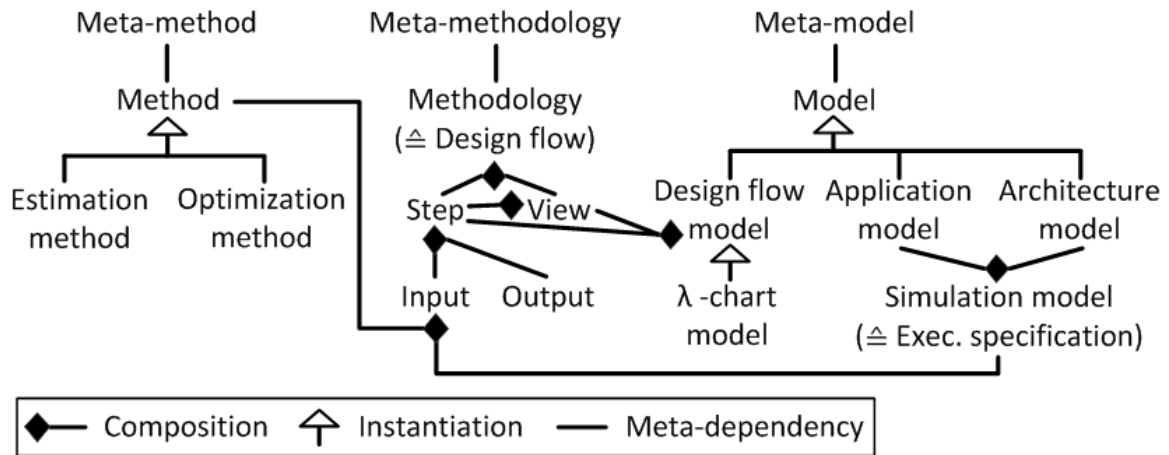 Meta-method Meta-methodology Meta-model
Method Methodology Model
(≙ Design flow)
Estimation method
Optimization method
Step View
Design flow model
Application model
Architecture model
Input Output
λ -chart model
Simulation model
(≙ Exec. specification)
Composition Instantiation Meta-dependency